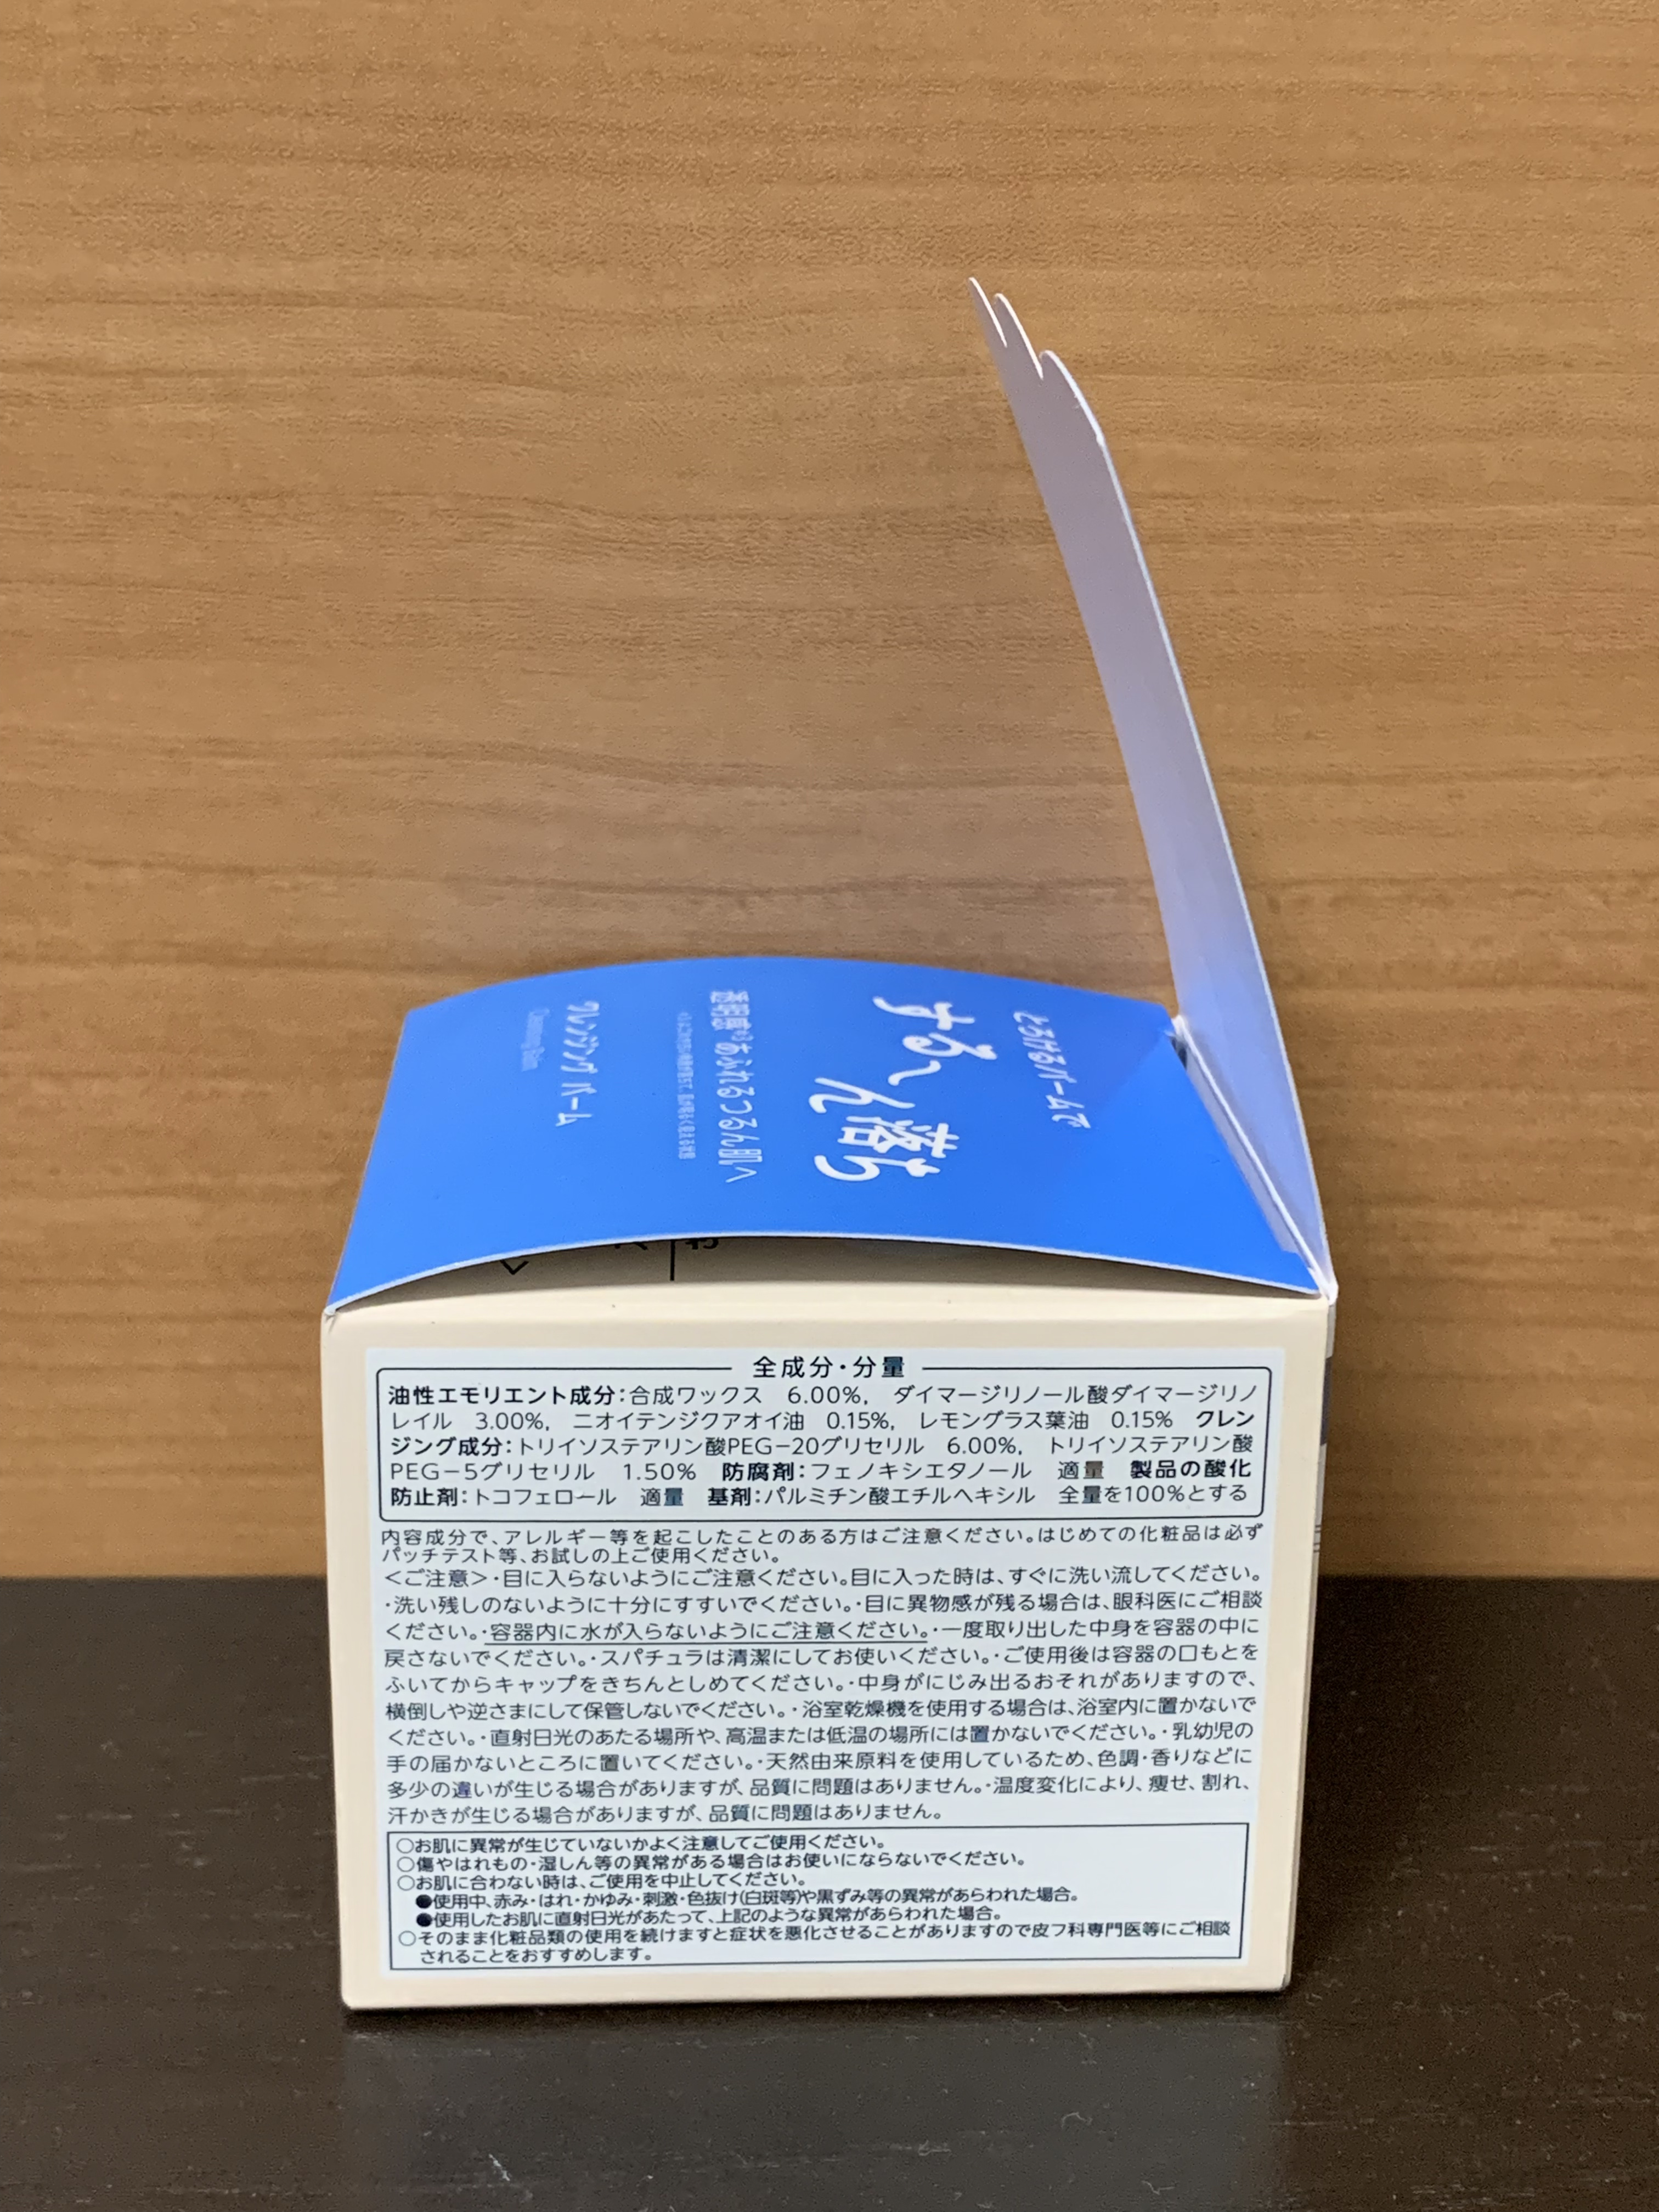 とろけるバームで
する〜ん落ち
透明感※あふれるつるん肌へ
クレンジング バーム
Cleansing Balm
全成分・分量
油性エモリエント成分：合成ワックス 6.00%， ダイマージリノール酸ダイマージリノ
レイル 3.00%， ニオイテンジクアオイ油 0.15%， レモングラス葉油 0.15% クレン
ジング成分：トリイソステアリン酸PEG−20グリセリル 6.00%， トリイソステアリン酸
PEG−5グリセリル 1.50% 防腐剤：フェノキシエタノール 適量 製品の酸化
防止剤：トコフェロール 適量 基剤：パルミチン酸エチルヘキシル 全量を100%とする
内容成分で、アレルギー等を起こしたことのある方はご注意ください。はじめての化粧品は必ず
パッチテスト等、お試しの上ご使用ください。
＜ご注意＞・目に入らないようにご注意ください。目に入った時は、すぐに洗い流してください。
・洗い残しのないように十分にすすいでください。・目に異物感が残る場合は、眼科医にご相談
ください。・容器内に水が入らないようにご注意ください。・一度取り出した中身を容器の中に
戻さないでください。・スパチュラは清潔にしてお使いください。・ご使用後は容器の口もとを
ふいてからキャップをきちんとしめてください。・中身がにじみ出るおそれがありますので、
横倒しや逆さまにして保管しないでください。・浴室乾燥機を使用する場合は、浴室内に置かないで
ください。・直射日光のあたる場所や、高温または低温の場所には置かないでください。・乳幼児の
手の届かないところに置いてください。・天然由来原料を使用しているため、色調・香りなどに
多少の違いが生じる場合がありますが、品質に問題はありません。・温度変化により、痩せ、割れ、
汗かきが生じる場合がありますが、品質に問題はありません。
○お肌に異常が生じていないかよく注意してご使用ください。
○傷やはれもの・湿しん等の異常がある場合はお使いにならないでください。
○お肌に合わない時は、ご使用を中止してください。
●使用中、赤み・はれ・かゆみ・刺激・色抜け(白斑等)や黒ずみ等の異常があらわれた場合。
●使用したお肌に直射日光があたって、上記のような異常があらわれた場合。
○そのまま化粧品類の使用を続けますと症状を悪化させることがありますので皮フ科専門医等にご相談
されることをおすすめします。